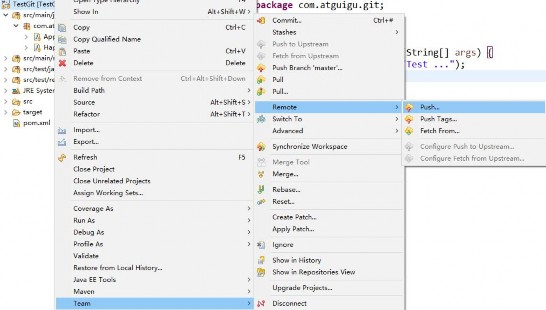 TestGit [TestG
src/main/j
com.at
Ap
Ha
src/main/r
src/test/ja
src/test/re
JRE System
src
target
pom.xml
Open Type Hierarchy F4
Show In Alt+Shift+W >
Copy Ctrl+C
Copy Qualified Name
Paste Ctrl+V
Delete Delete
Remove from Context Ctrl+Alt+Shift+Down
Build Path >
Source Alt+Shift+S >
Refactor Alt+Shift+T >
Import...
Export...
Refresh F5
Close Project
Close Unrelated Projects
Assign Working Sets...
Coverage As >
Run As >
Debug As >
Profile As >
Validate
Restore from Local History...
Java EE Tools >
Maven >
Team >
Commit... Ctrl+#
Stashes >
Push to Upstream
Fetch from Upstream
Push Branch 'master'...
Pull
Pull...
Remote >
Switch To >
Advanced >
Synchronize Workspace
Merge Tool
Merge...
Rebase...
Reset...
Create Patch...
Apply Patch...
Ignore
Show in History
Show in Repositories View
Upgrade Projects...
Disconnect
package com.atguigu.git;
String[] args) {
Test ...");
Push...
Push Tags...
Fetch From...
Configure Push to Upstream...
Configure Fetch from Upstream...